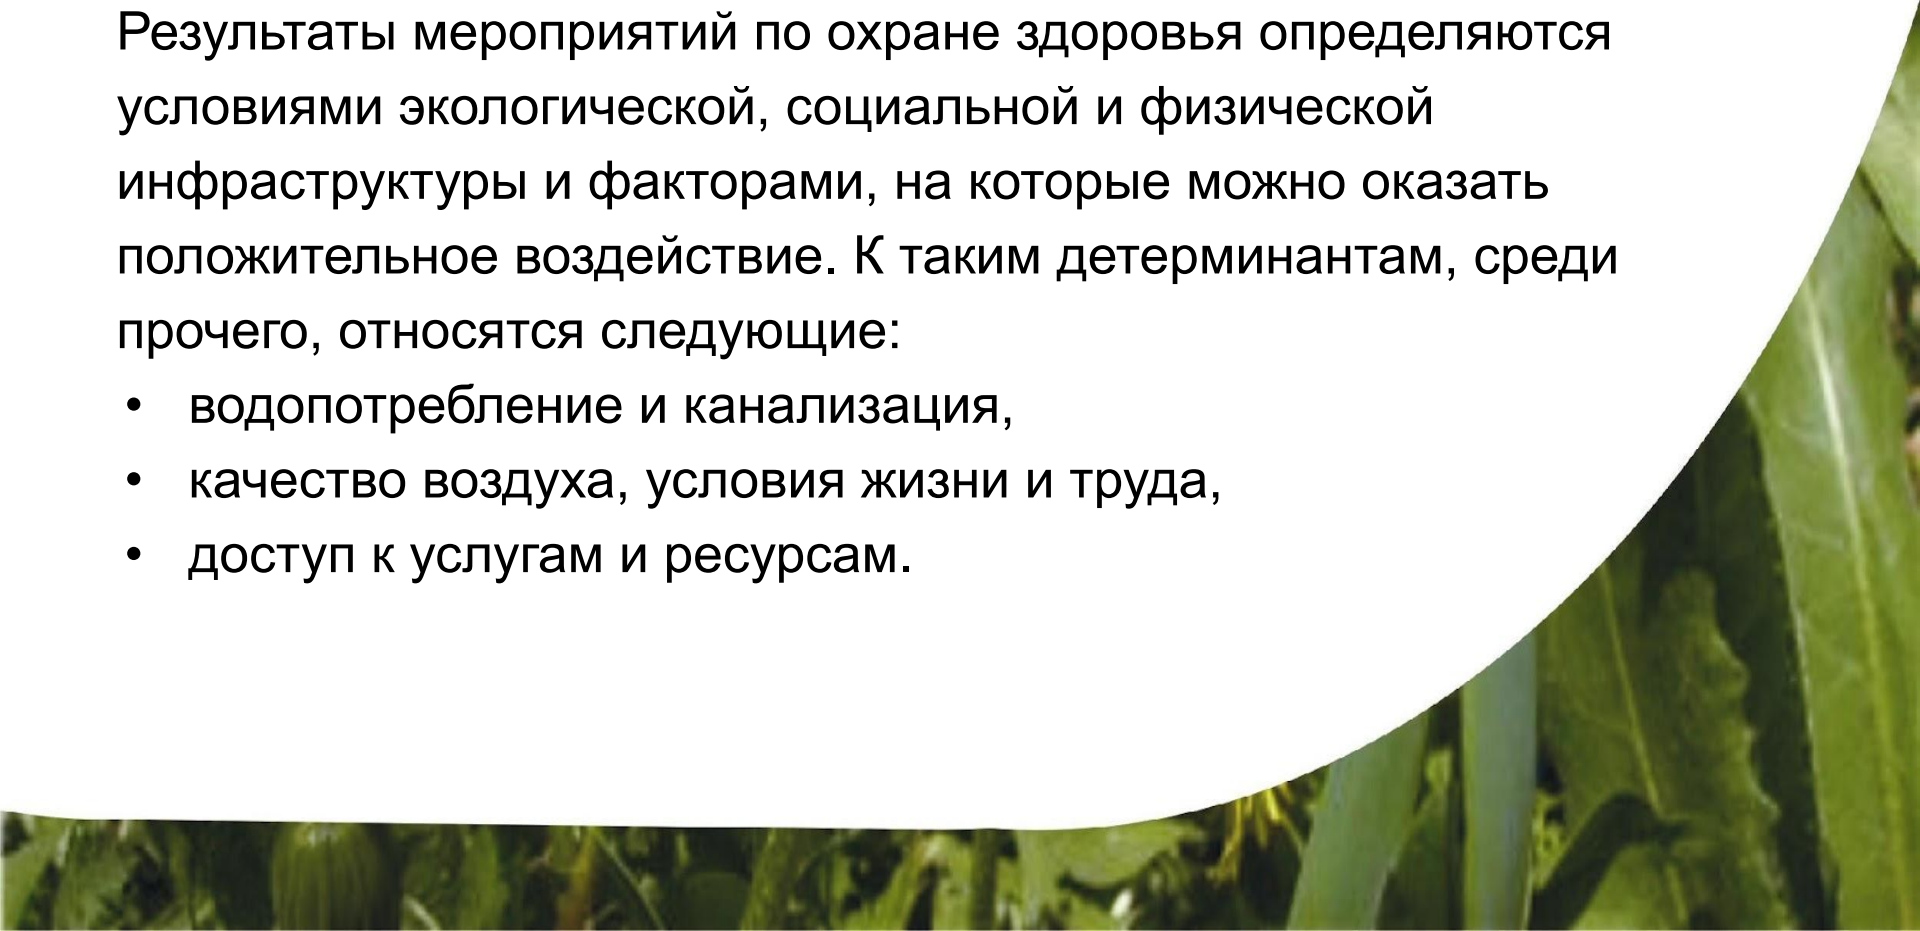 Результаты мероприятий по охране здоровья определяются
условиями экологической, социальной и физической
инфраструктуры и факторами, на которые можно оказать
положительное воздействие. К таким детерминантам, среди
прочего, относятся следующие:
• водопотребление и канализация,
• качество воздуха, условия жизни и труда,
• доступ к услугам и ресурсам.